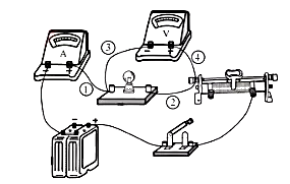 A
V
③
④
①
②
− +